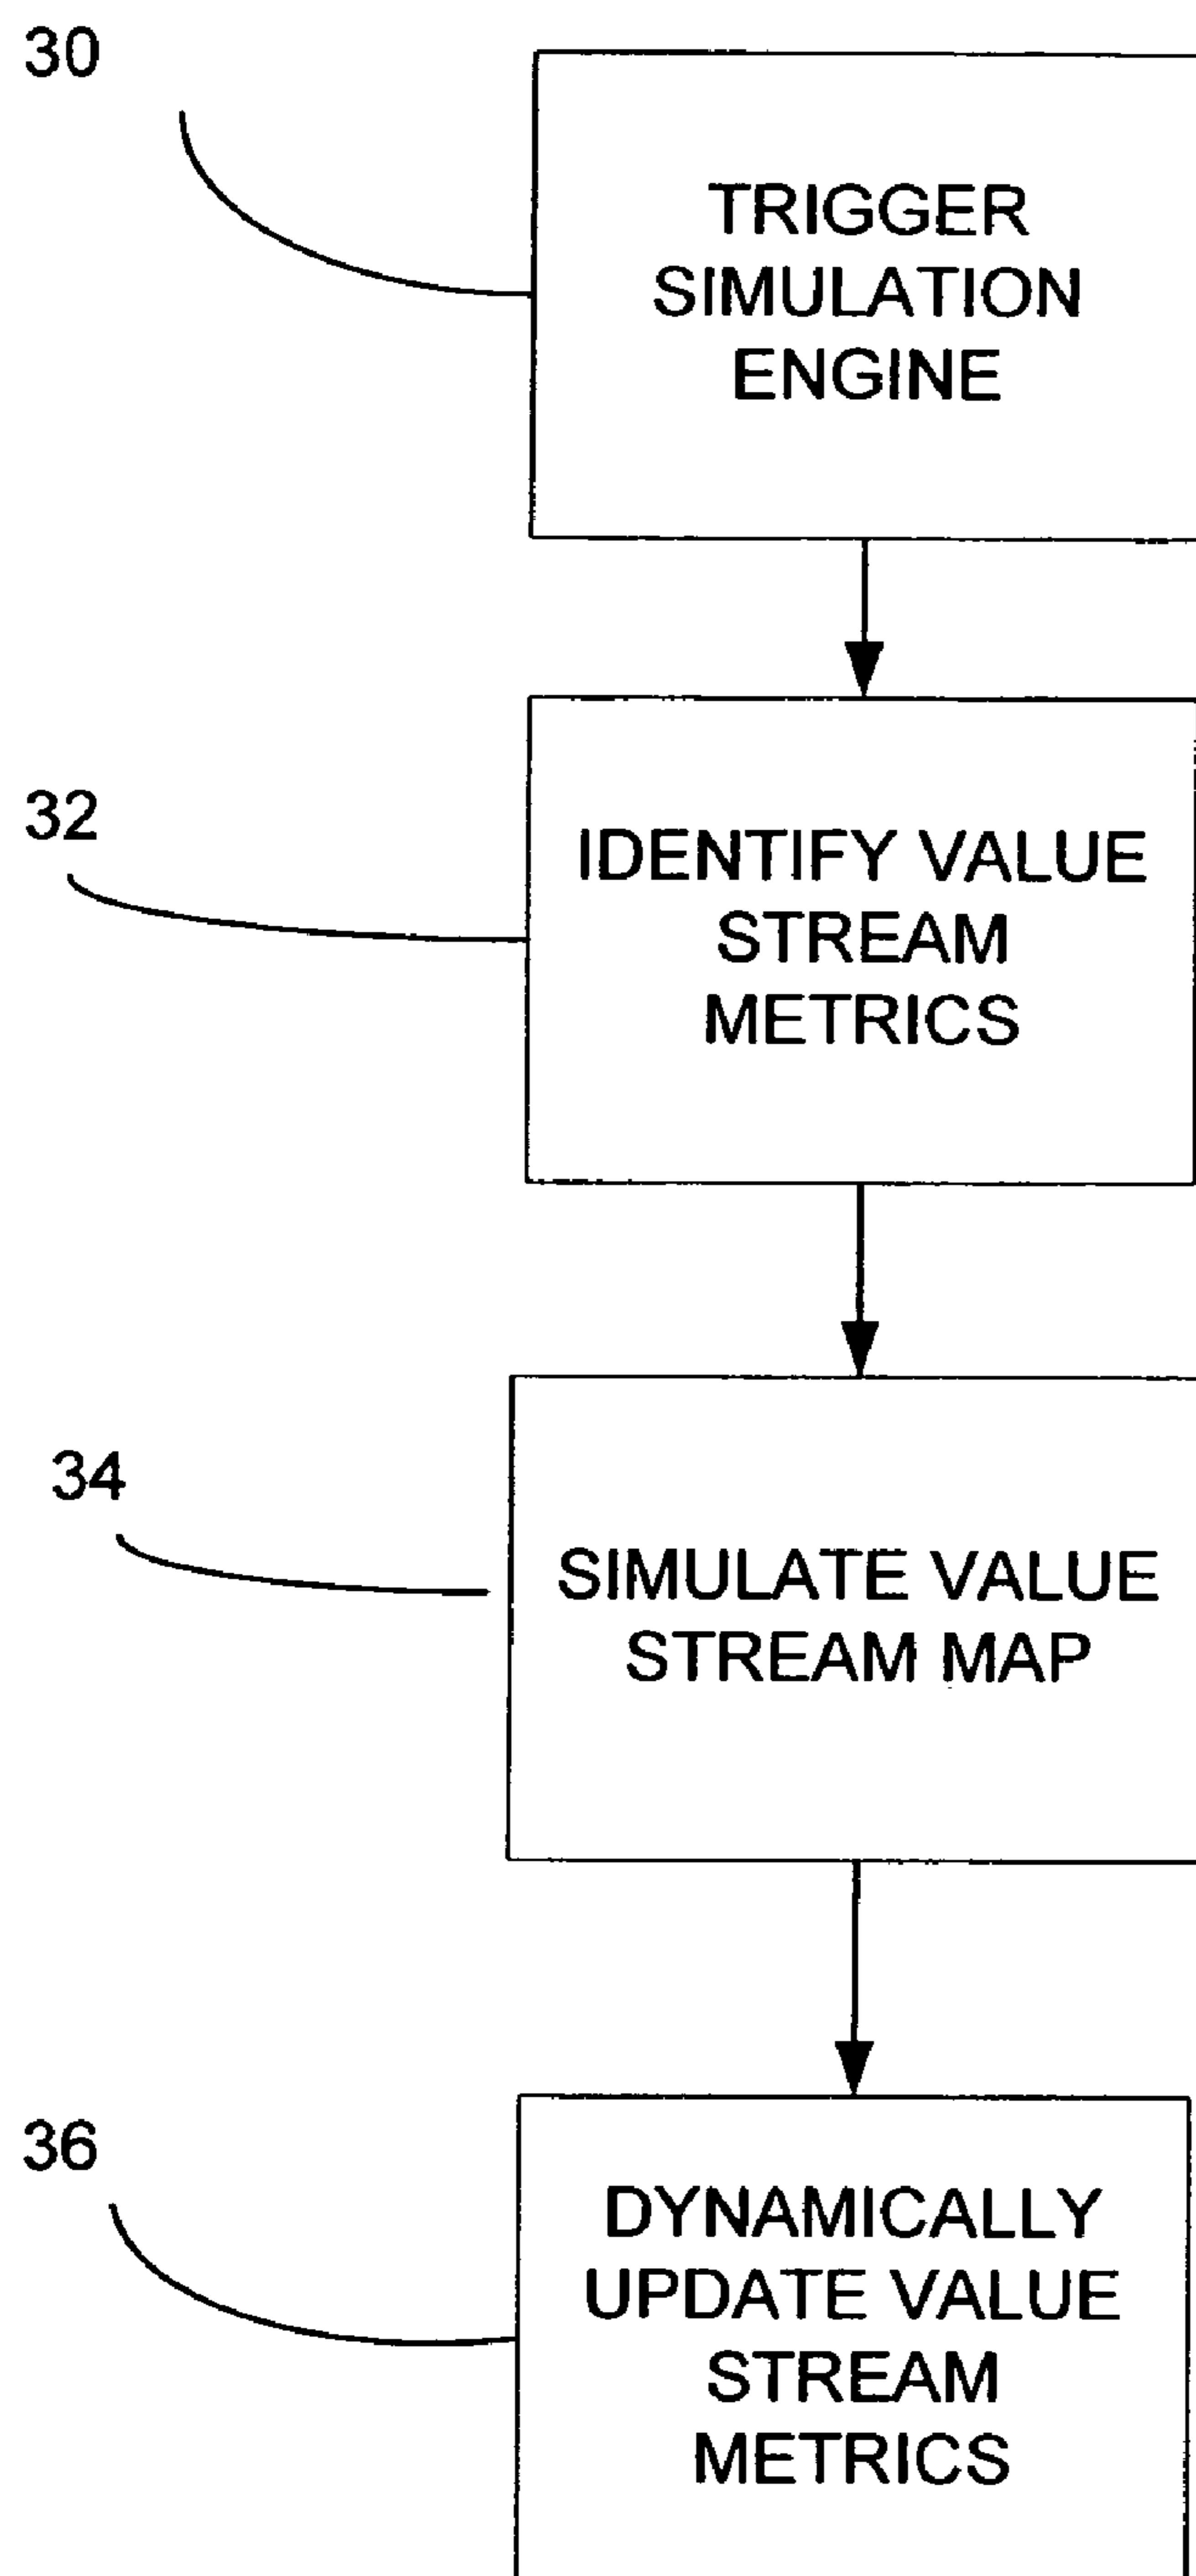 30
TRIGGER
SIMULATION
ENGINE
32
IDENTIFY VALUE
STREAM
METRICS
34
SIMULATE VALUE
STREAM MAP
36
DYNAMICALLY
UPDATE VALUE
STREAM
METRICS